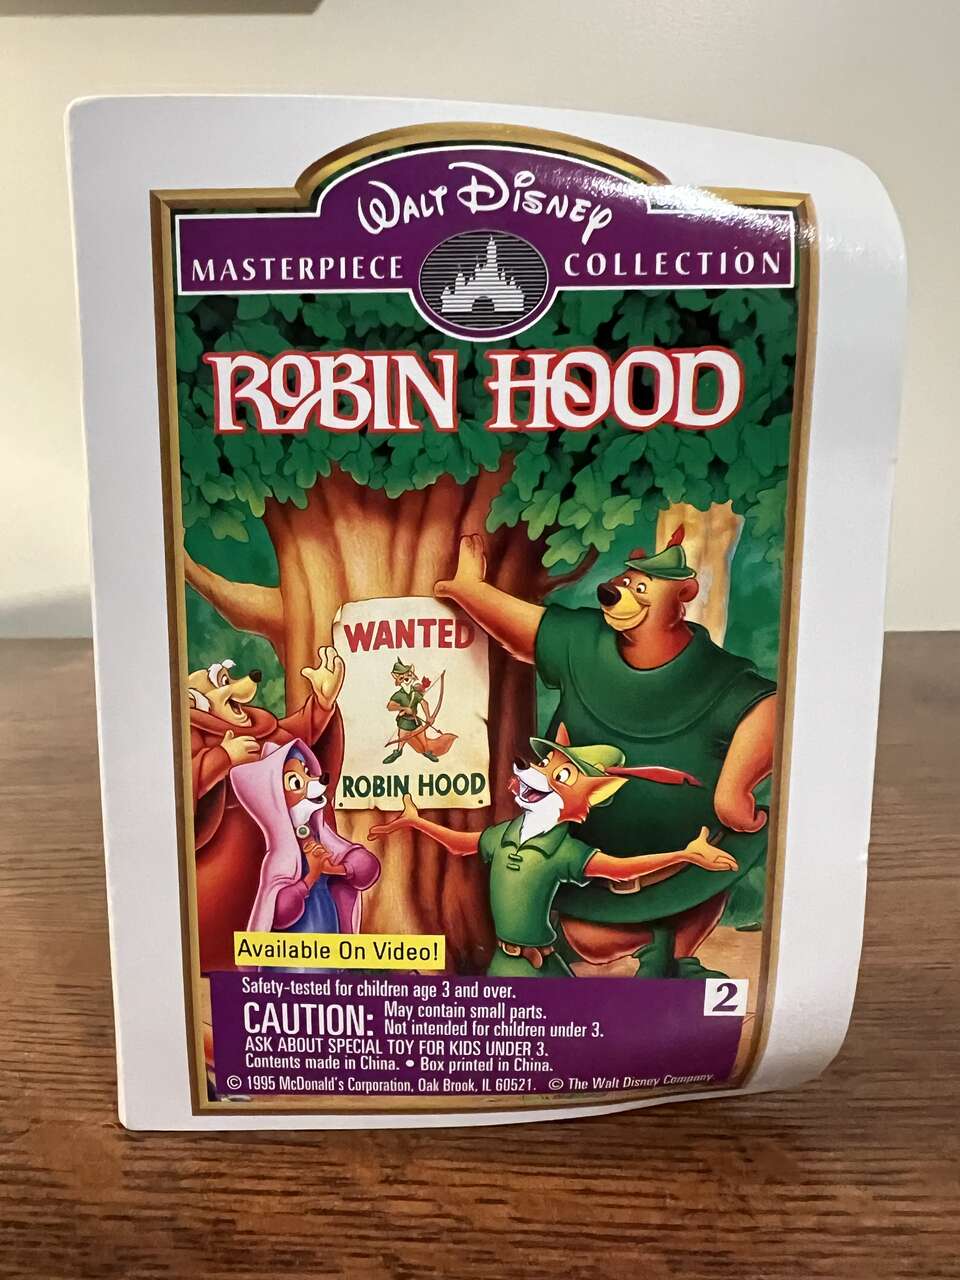 WALT DISNEY
MASTERPIECE COLLECTION
ROBIN HOOD
WANTED
ROBIN HOOD
Available On Video!
Safety-tested for children age 3 and over.
CAUTION: May contain small parts.
Not intended for children under 3.
ASK ABOUT SPECIAL TOY FOR KIDS UNDER 3.
Contents made in China. • Box printed in China.
© 1995 McDonald's Corporation, Oak Brook, IL 60521. © The Walt Disney Company.
2